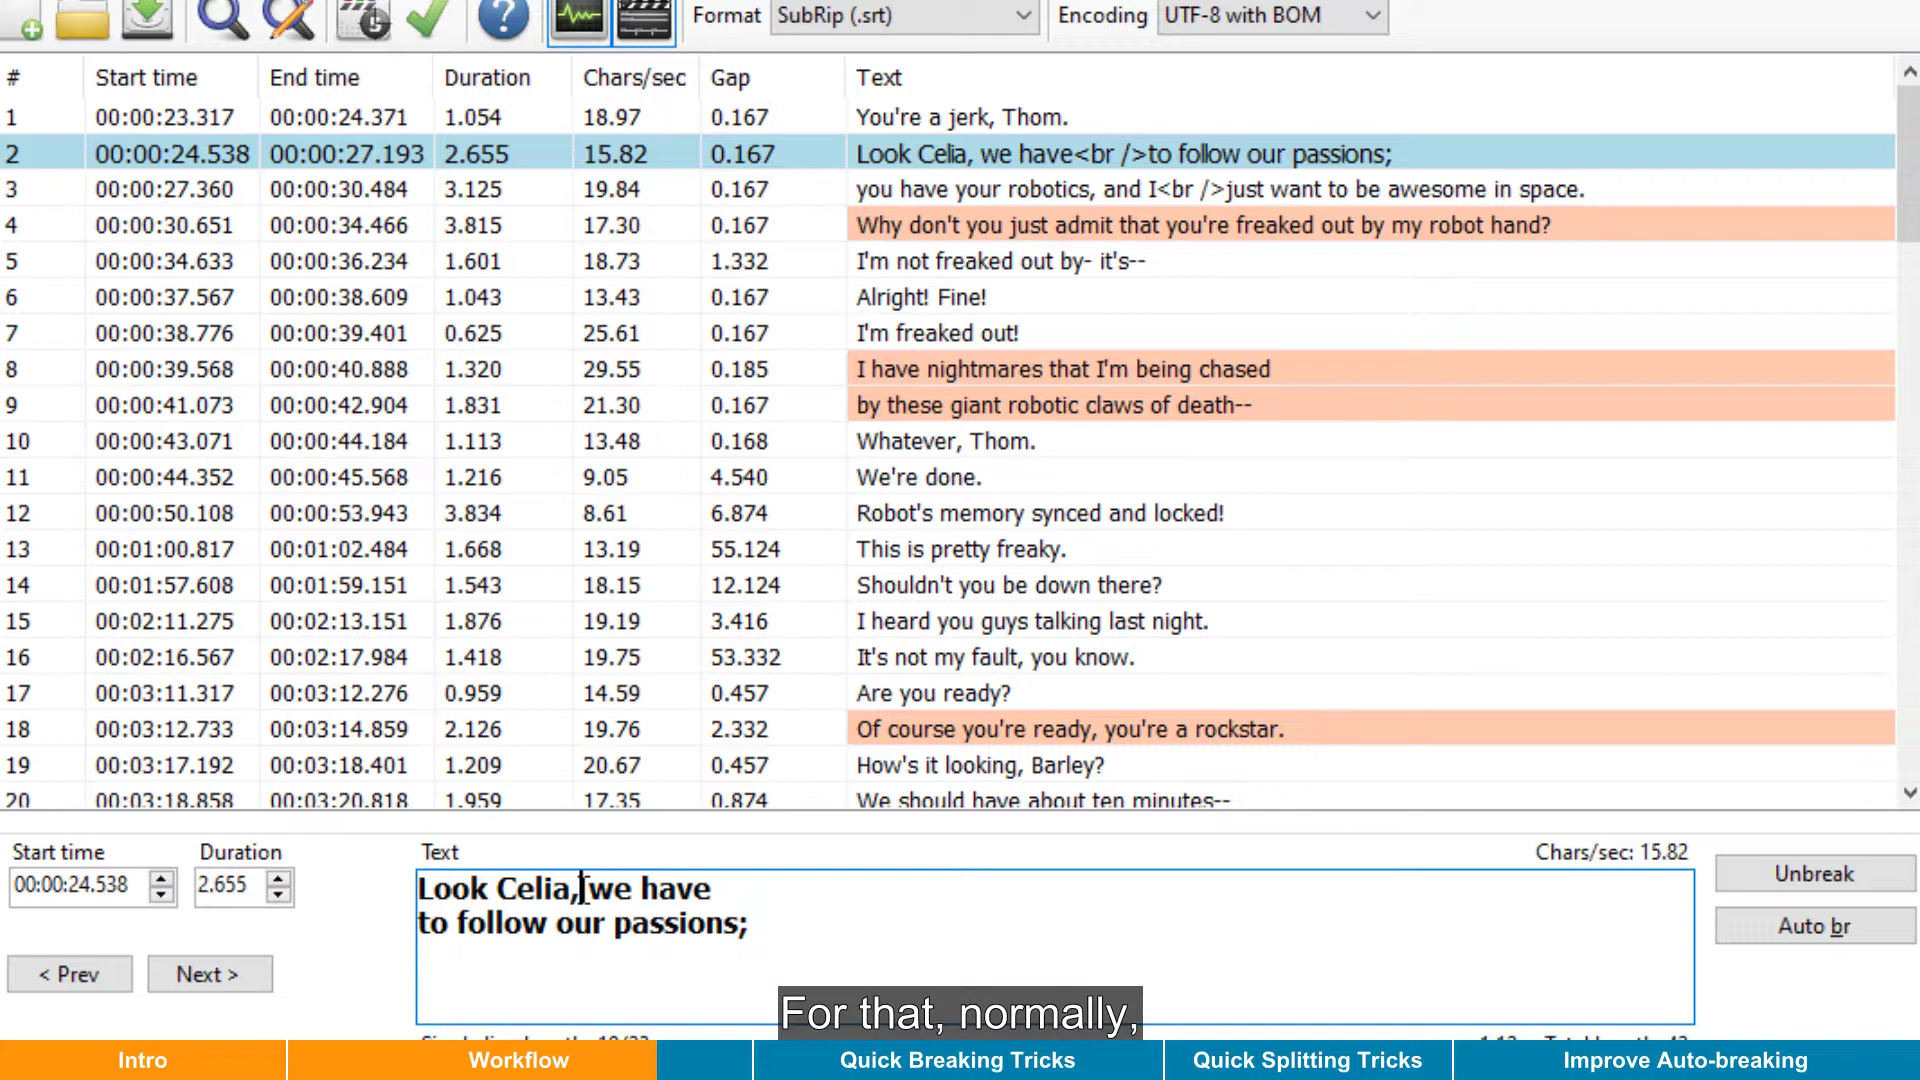 Format SubRip (.srt) Encoding UTF-8 with BOM
# Start time End time Duration Chars/sec Gap Text
1 00:00:23.317 00:00:24.371 1.054 18.97 0.167 You're a jerk, Thom.
2 00:00:24.538 00:00:27.193 2.655 15.82 0.167 Look Celia, we have<br />to follow our passions;
3 00:00:27.360 00:00:30.484 3.125 19.84 0.167 you have your robotics, and I<br />just want to be awesome in space.
4 00:00:30.651 00:00:34.466 3.815 17.30 0.167 Why don't you just admit that you're freaked out by my robot hand?
5 00:00:34.633 00:00:36.234 1.601 18.73 1.332 I'm not freaked out by- it's--
6 00:00:37.567 00:00:38.609 1.043 13.43 0.167 Alright! Fine!
7 00:00:38.776 00:00:39.401 0.625 25.61 0.167 I'm freaked out!
8 00:00:39.568 00:00:40.888 1.320 29.55 0.185 I have nightmares that I'm being chased
9 00:00:41.073 00:00:42.904 1.831 21.30 0.167 by these giant robotic claws of death--
10 00:00:43.071 00:00:44.184 1.113 13.48 0.168 Whatever, Thom.
11 00:00:44.352 00:00:45.568 1.216 9.05 4.540 We're done.
12 00:00:50.108 00:00:53.943 3.834 8.61 6.874 Robot's memory synced and locked!
13 00:01:00.817 00:01:02.484 1.668 13.19 55.124 This is pretty freaky.
14 00:01:57.608 00:01:59.151 1.543 18.15 12.124 Shouldn't you be down there?
15 00:02:11.275 00:02:13.151 1.876 19.19 3.416 I heard you guys talking last night.
16 00:02:16.567 00:02:17.984 1.418 19.75 53.332 It's not my fault, you know.
17 00:03:11.317 00:03:12.276 0.959 14.59 0.457 Are you ready?
18 00:03:12.733 00:03:14.859 2.126 19.76 2.332 Of course you're ready, you're a rockstar.
19 00:03:17.192 00:03:18.401 1.209 20.67 0.457 How's it looking, Barley?
20 00:03:18.858 00:03:20.818 1.959 17.35 0.874 We should have about ten minutes--
Start time Duration Text Chars/sec: 15.82
00:00:24.538 2.655 Unbreak
Look Celia, we have
to follow our passions;
Auto br
< Prev Next >
For that, normally,
Intro Workflow Quick Breaking Tricks Quick Splitting Tricks Improve Auto-breaking